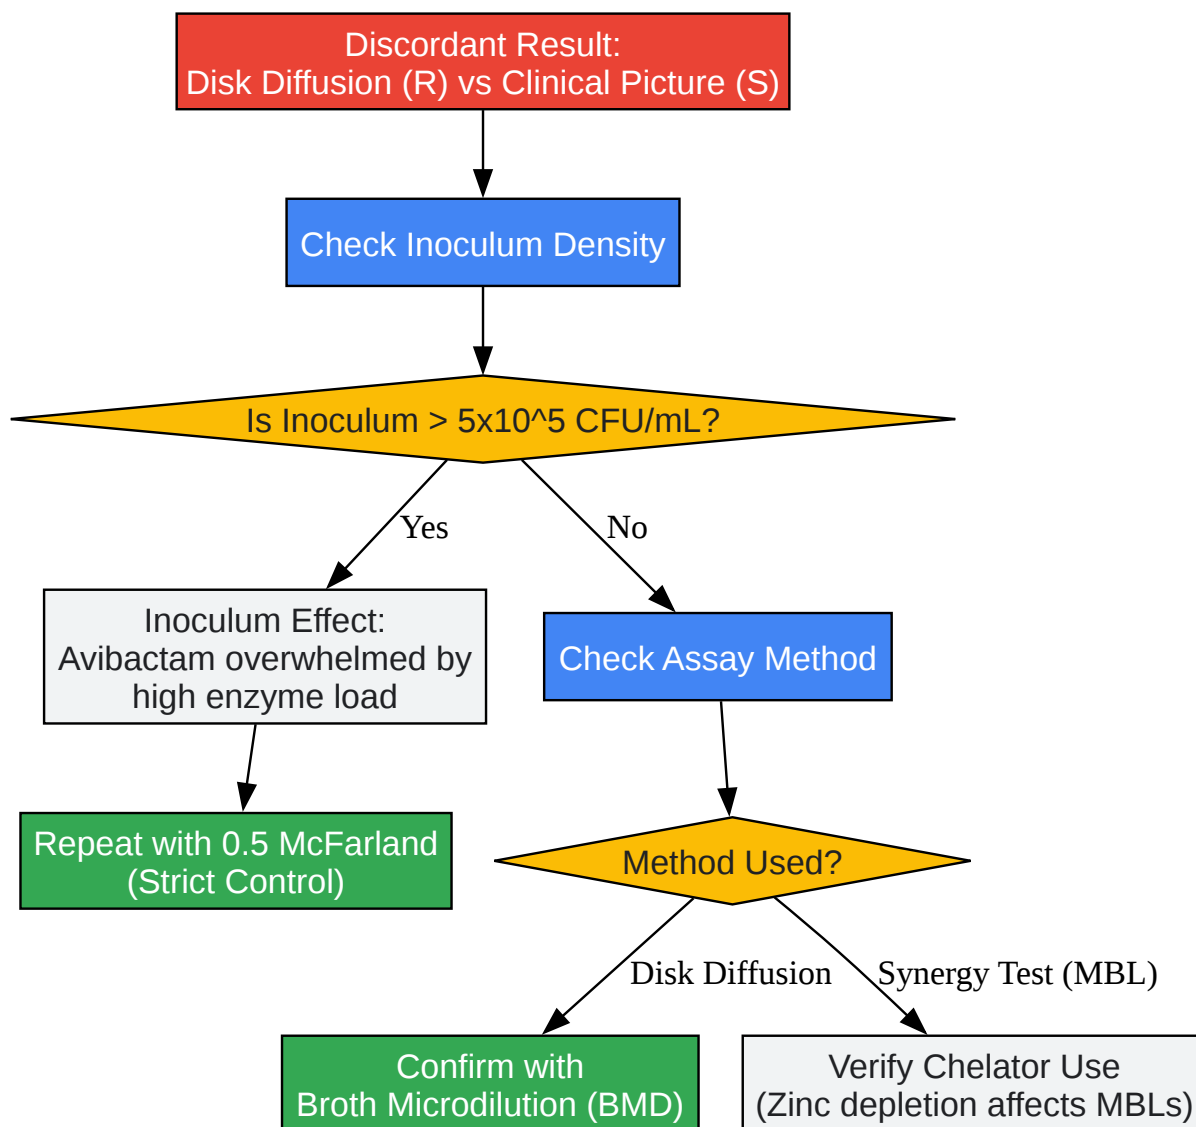 Discordant Result:
Disk Diffusion (R) vs Clinical Picture (S)
Check Inoculum Density
Is Inoculum > 5x10^5 CFU/mL?
Yes
No
Inoculum Effect:
Avibactam overwhelmed by
high enzyme load
Check Assay Method
Repeat with 0.5 McFarland
(Strict Control)
Method Used?
Disk Diffusion
Synergy Test (MBL)
Confirm with
Broth Microdilution (BMD)
Verify Chelator Use
(Zinc depletion affects MBLs)